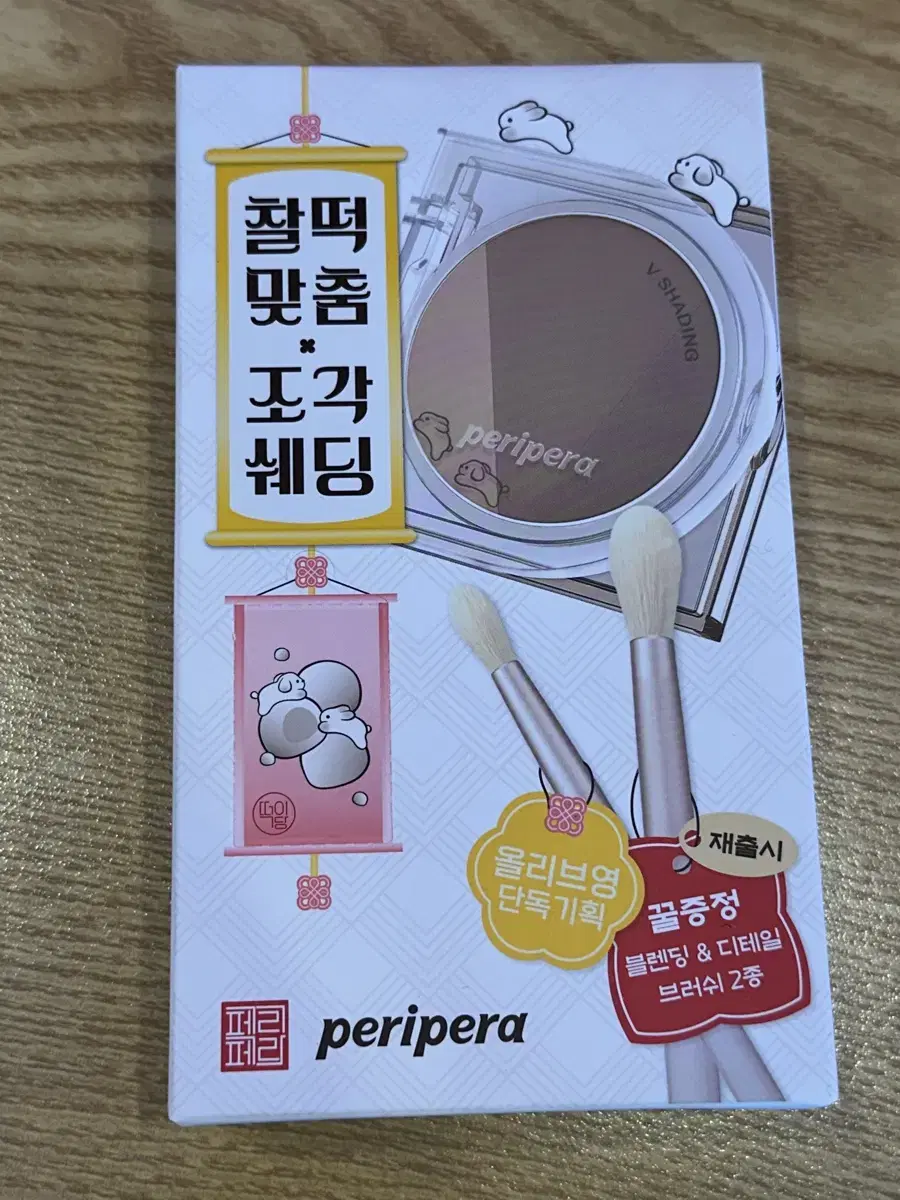 찰떡
맞춤
×
조각
쉐딩
V SHADING
peripera
떡이당
올리브영
단독기획
재출시
꿀증정
블렌딩 & 디테일
브러쉬 2종
페리
페라
peripera